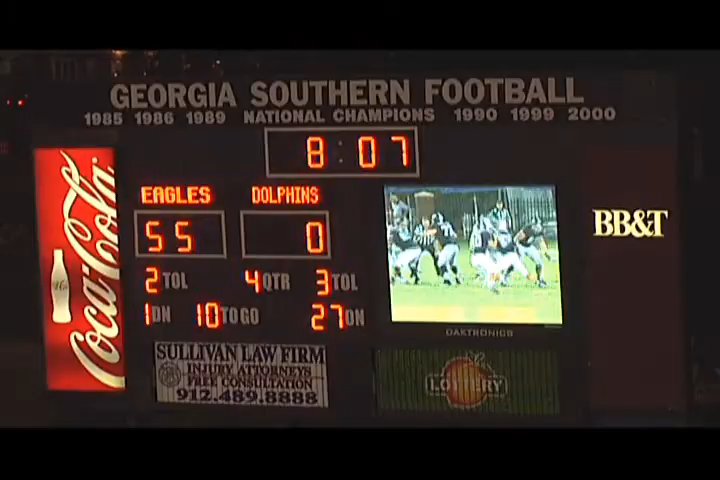 GEORGIA SOUTHERN FOOTBALL
1985 1986 1989 NATIONAL CHAMPIONS 1990 1999 2000
8:07
EAGLES DOLPHINS
55 0
2 TOL 4 QTR 3 TOL
1 DN 10 TO GO 27 ON
Coca-Cola
BB&T
DAKTRONICS
SULLIVAN LAW FIRM
INJURY ATTORNEYS
FREE CONSULTATION
912.489.8888
LOTTERY